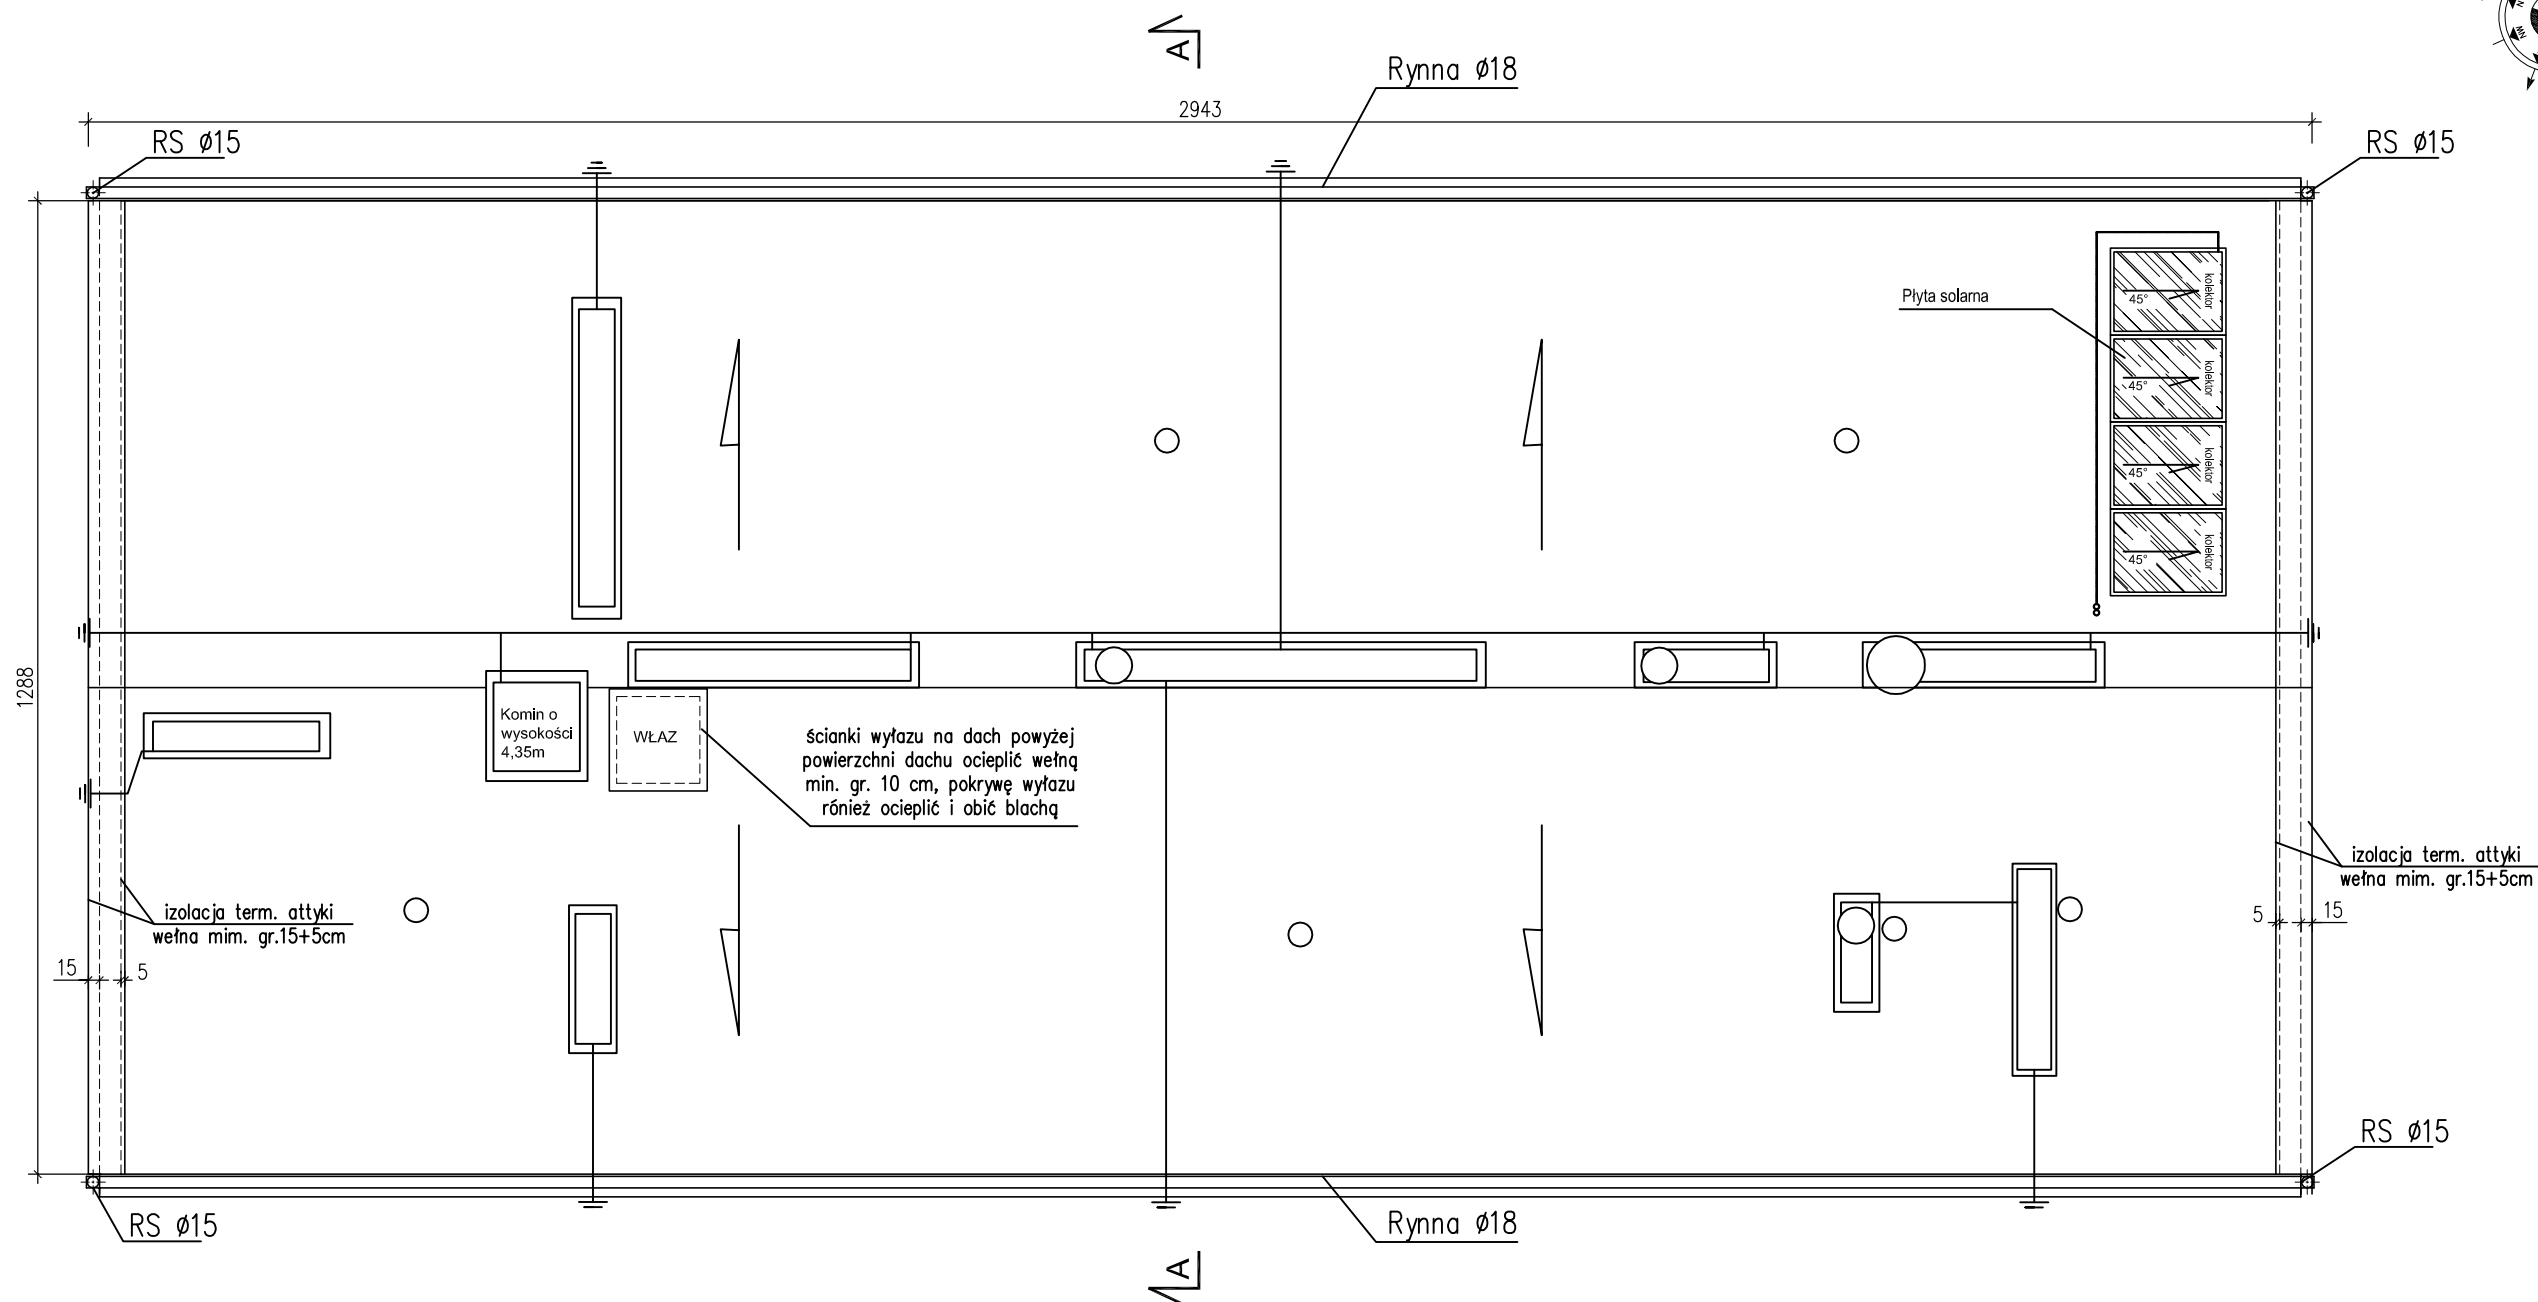 A
Rynna ø18
2943
RS ø15
RS ø15
N
NW
1288
Płyta solarna
kolektor
45°
kolektor
45°
kolektor
45°
kolektor
45°
Komin o
wysokości
4,35m
WŁAZ
ścianki wyłazu na dach powyżej
powierzchni dachu ocieplić wełną
min. gr. 10 cm, pokrywę wyłazu
rónież ocieplić i obić blachą
izolacja term. attyki
wełna mim. gr.15+5cm
15
5
izolacja term. attyki
wełna mim. gr.15+5cm
5
15
RS ø15
RS ø15
Rynna ø18
A